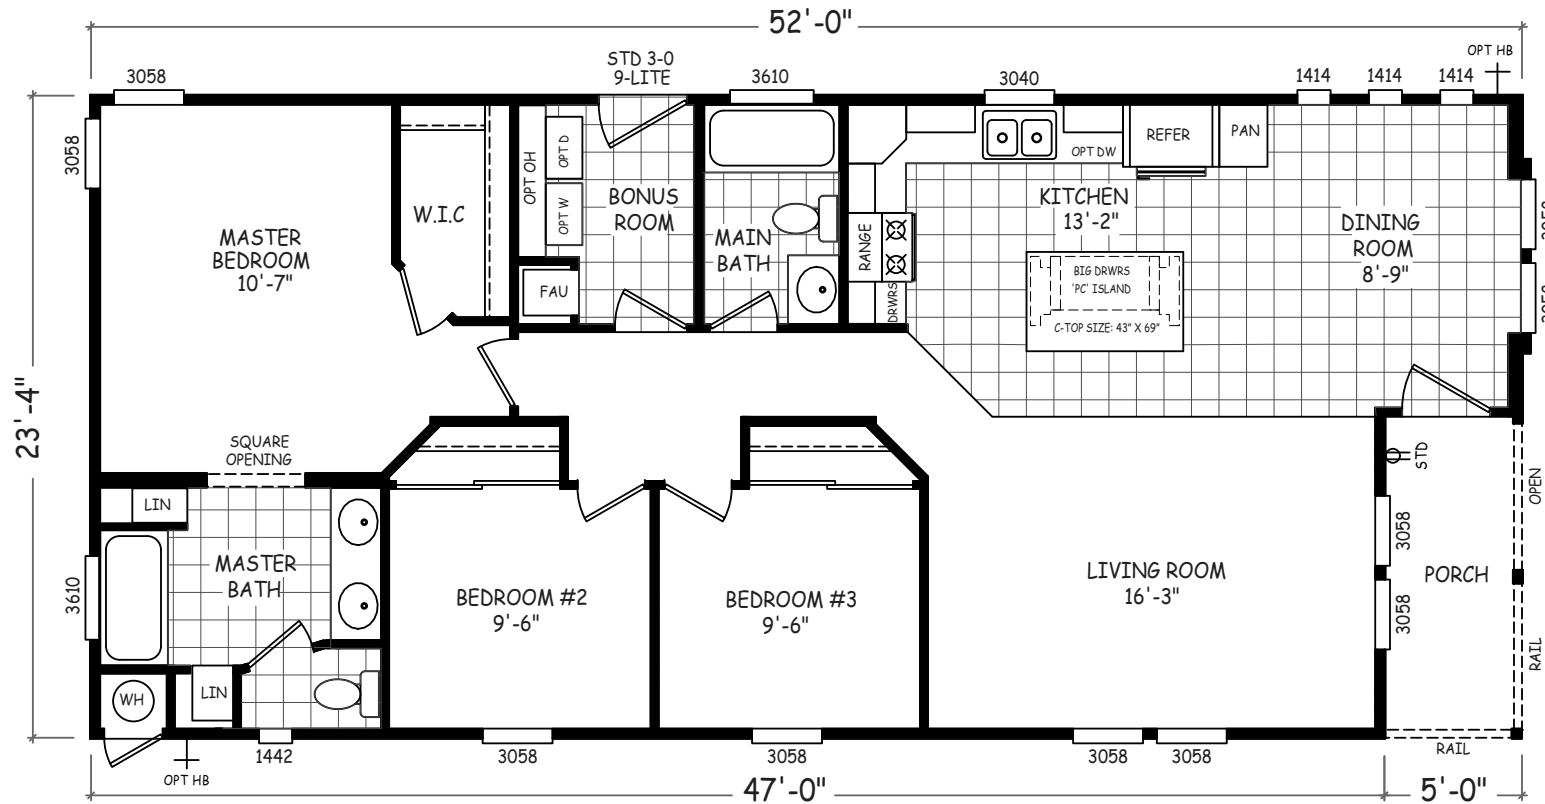 52'-0"
OPT HB
STD 3-0
9-LITE
3058
3610
3040
1414
1414
1414
3058
OPT OH
OPT D
OPT W
BONUS
ROOM
W.I.C
MASTER
BEDROOM
10'-7"
FAU
MAIN
BATH
RANGE
DRWRS
OPT DW
REFER
PAN
KITCHEN
13'-2"
BIG DRWRS
'PC' ISLAND
C-TOP SIZE: 43" X 69"
DINING
ROOM
8'-9"
23'-4"
SQUARE
OPENING
LIN
MASTER
BATH
3610
LIN
WH
BEDROOM #2
9'-6"
BEDROOM #3
9'-6"
LIVING ROOM
16'-3"
STD
3058
3058
PORCH
OPEN
RAIL
RAIL
OPT HB
1442
3058
3058
3058
3058
47'-0"
5'-0"